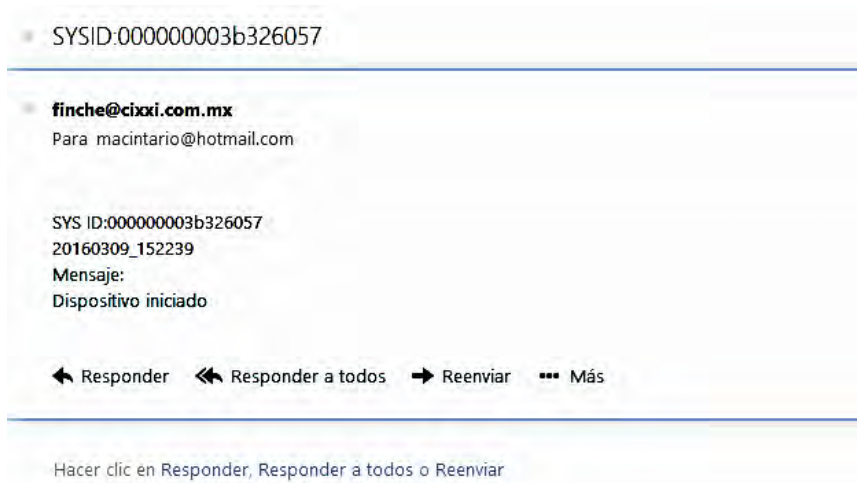 SYSID:000000003b326057
finche@cixxi.com.mx
Para macintario@hotmail.com
SYS ID:000000003b326057
20160309_152239
Mensaje:
Dispositivo iniciado
Responder Responder a todos Reenviar Más
Hacer clic en Responder, Responder a todos o Reenviar